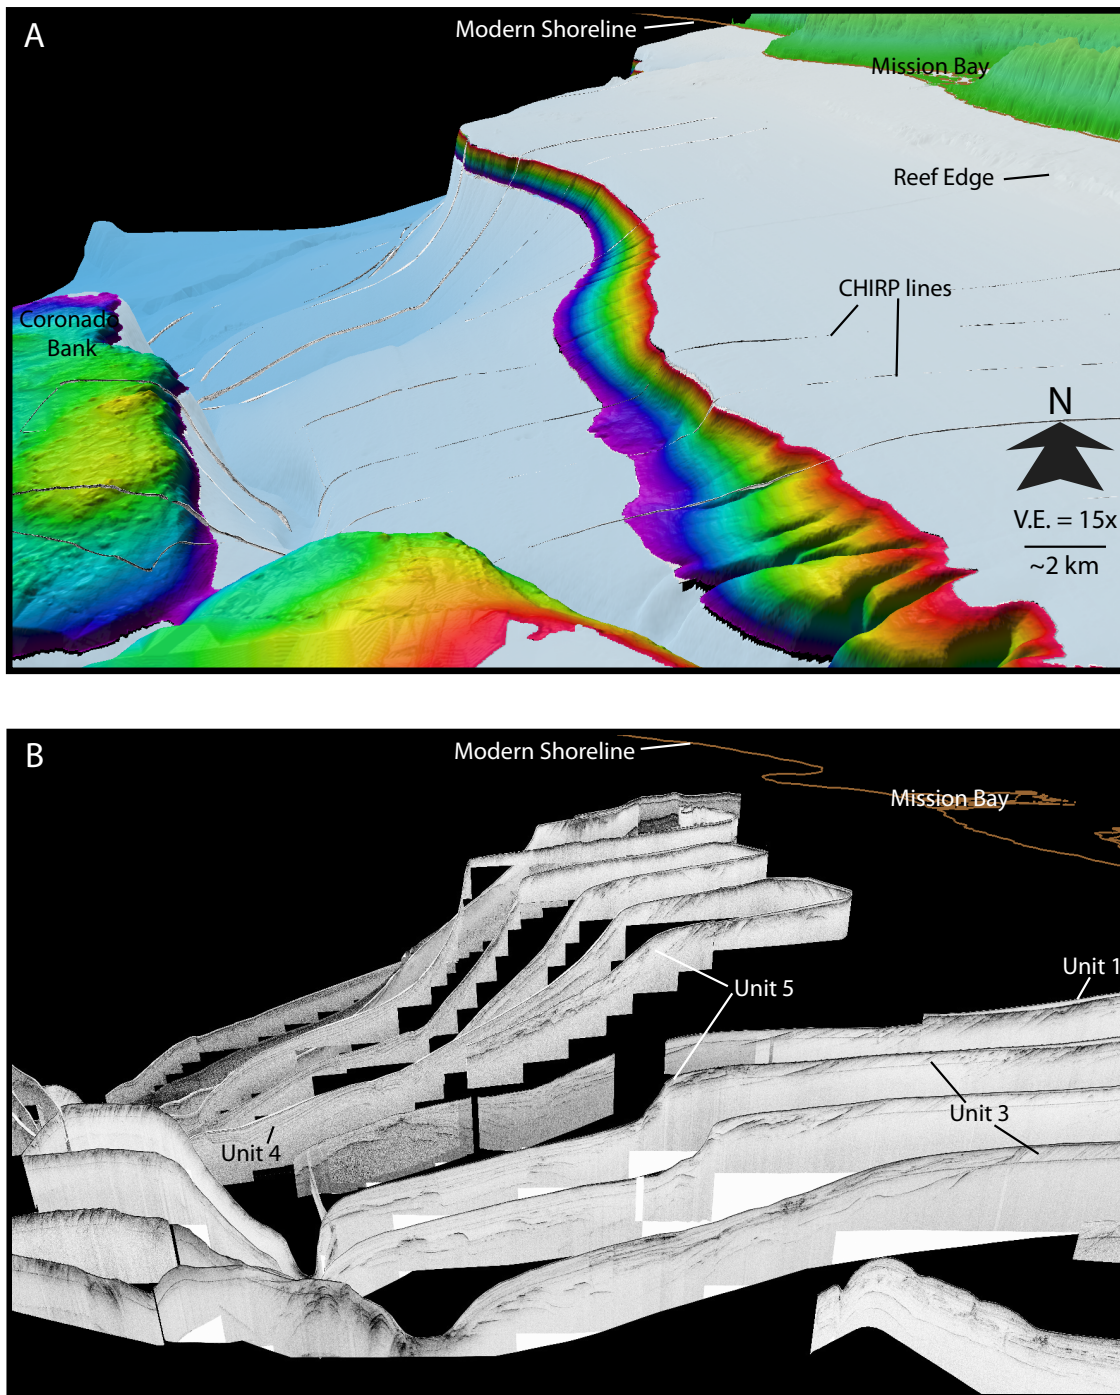 A
Modern Shoreline
Mission Bay
Reef Edge
CHIRP lines
Coronado
Bank
N
V.E. = 15x
~2 km
B
Modern Shoreline
Mission Bay
Unit 1
Unit 5
Unit 3
Unit 4